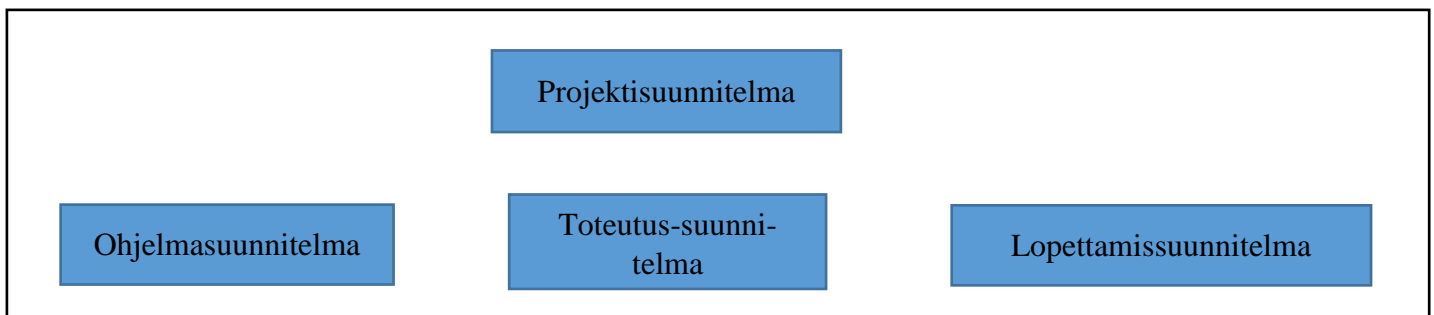 Projektisuunnitelma
Ohjelmasuunnitelma
Toteutus-suunni-
telma
Lopettamissuunnitelma